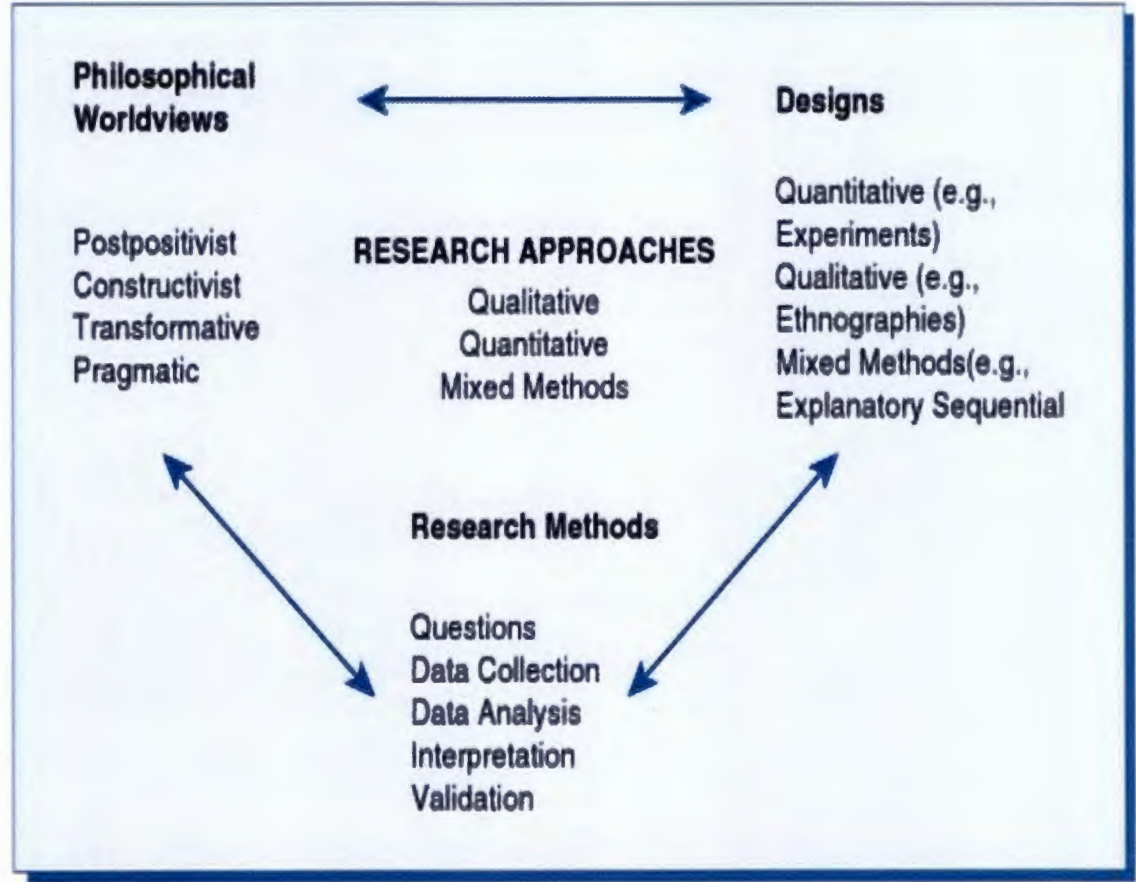 Philosophical
Worldviews
Postpositivist
Constructivist
Transformative
Pragmatic
RESEARCH APPROACHES
Qualitative
Quantitative
Mixed Methods
Designs
Quantitative (e.g.,
Experiments)
Qualitative (e.g.,
Ethnographies)
Mixed Methods(e.g.,
Explanatory Sequential
Research Methods
Questions
Data Collection
Data Analysis
Interpretation
Validation